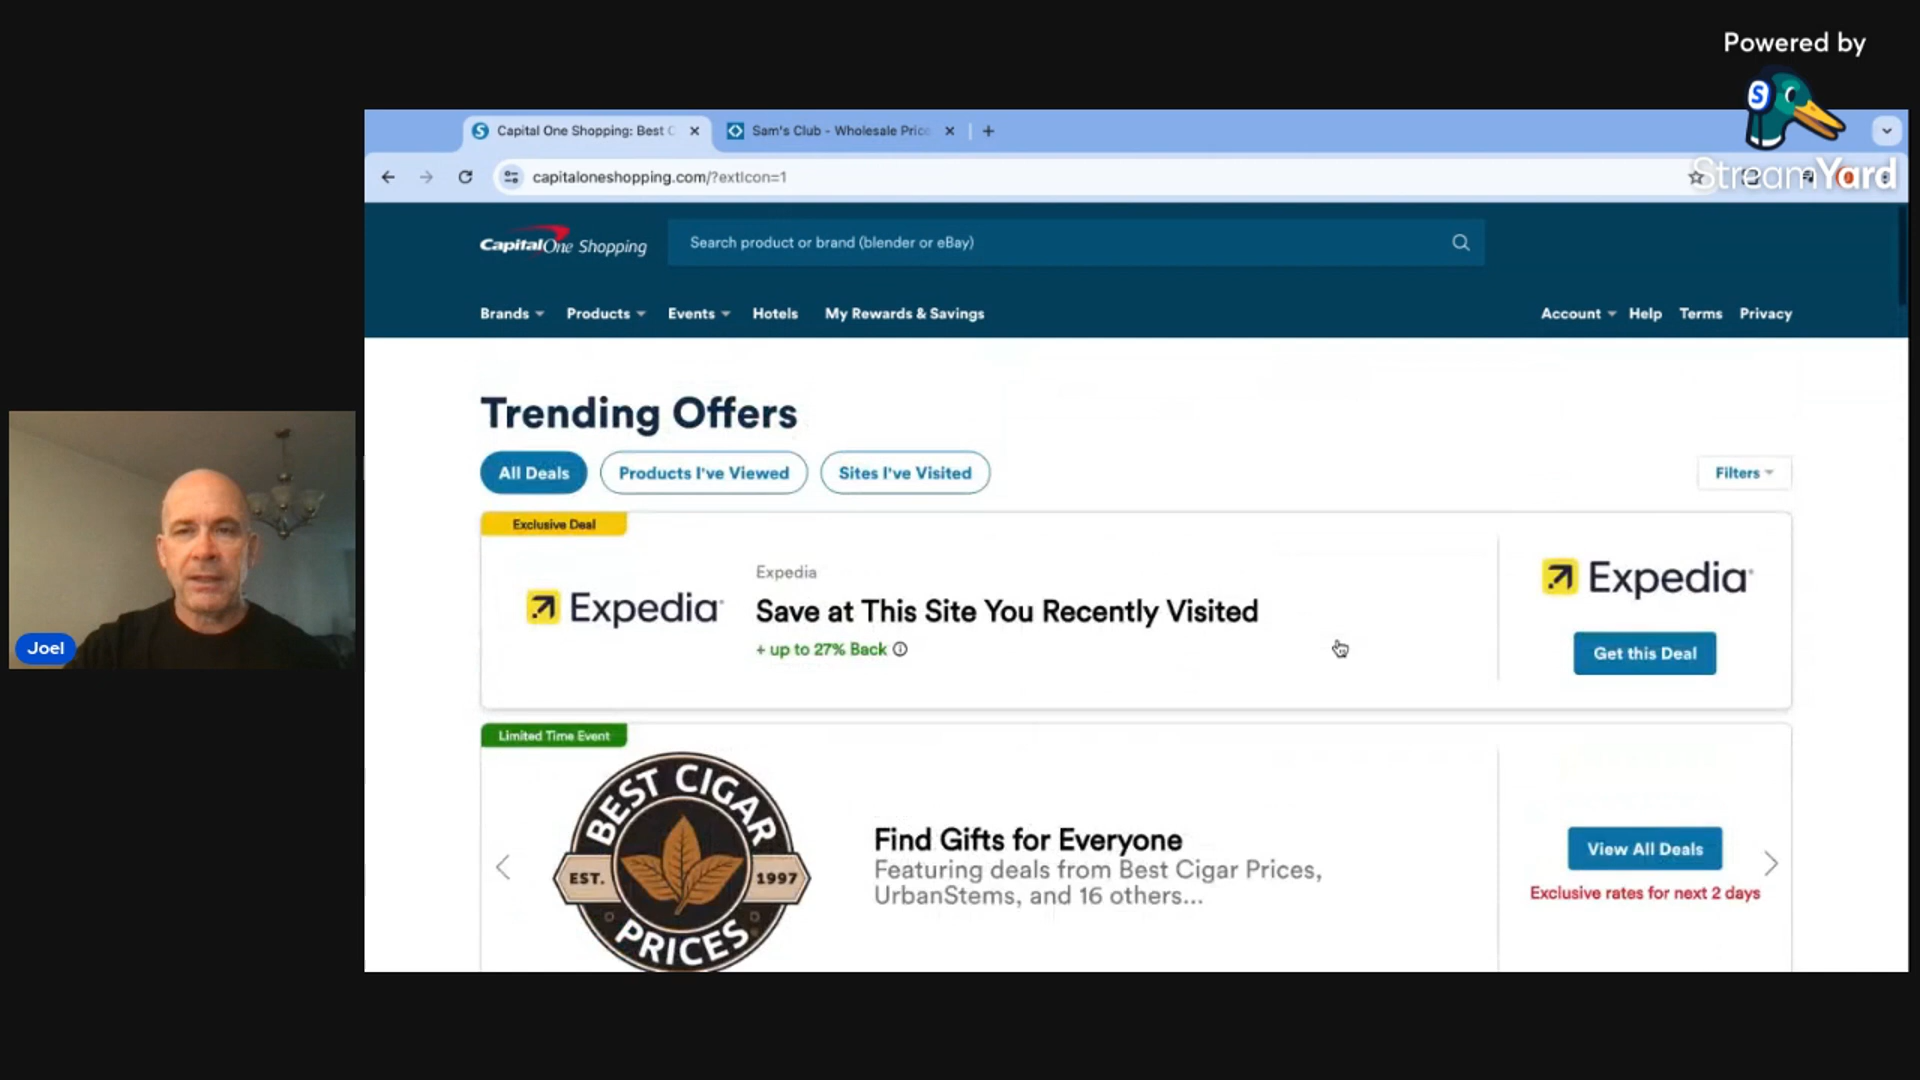 Powered by
StreamYard
Capital One Shopping: Best C
Sam's Club - Wholesale Price
capitaloneshopping.com/?extIcon=1
CapitalOne Shopping
Search product or brand (blender or eBay)
Brands
Products
Events
Hotels
My Rewards & Savings
Account
Help
Terms
Privacy
Trending Offers
All Deals
Products I've Viewed
Sites I've Visited
Filters
Exclusive Deal
Expedia
Expedia
Save at This Site You Recently Visited
+ up to 27% Back
Expedia
Get this Deal
Limited Time Event
BEST CIGAR
EST. 1997
PRICES
Find Gifts for Everyone
Featuring deals from Best Cigar Prices,
UrbanStems, and 16 others...
View All Deals
Exclusive rates for next 2 days
Joel